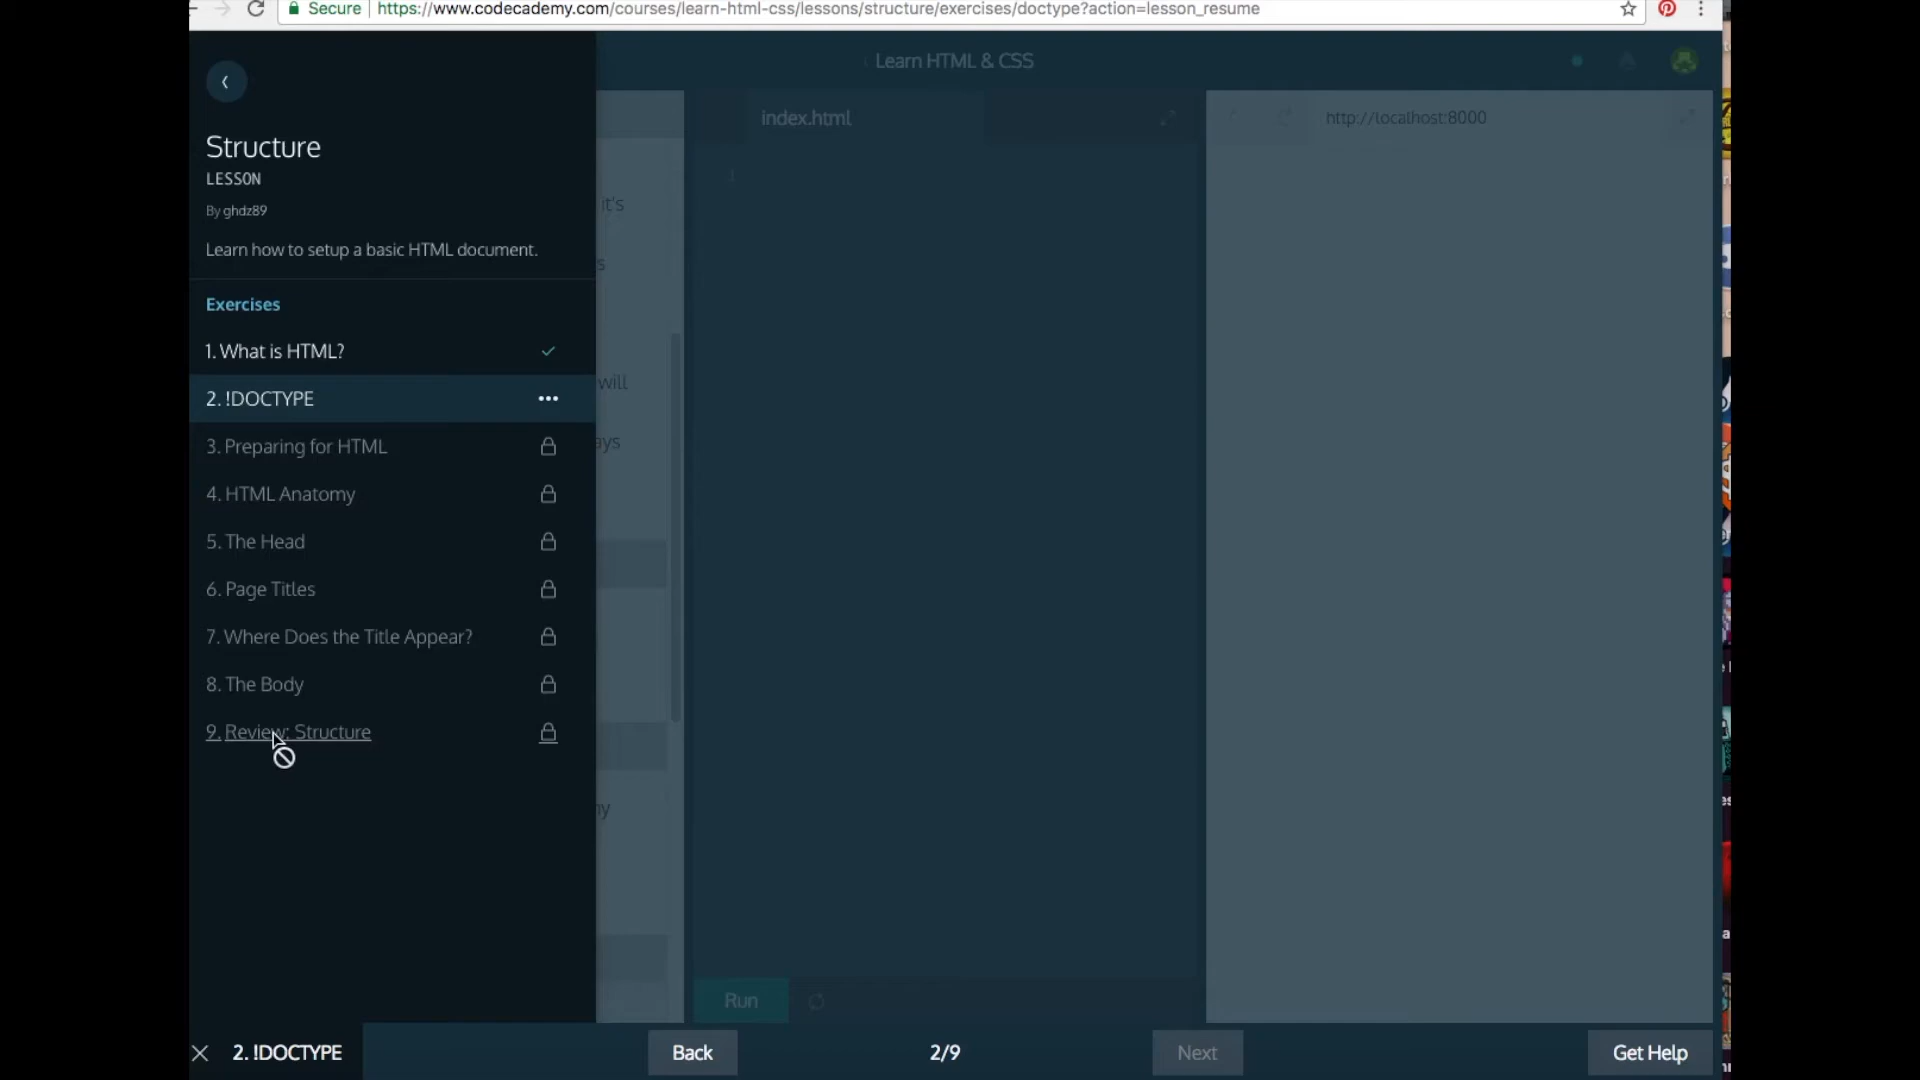 Secure https://www.codecademy.com/courses/learn-html-css/lessons/structure/exercises/doctype?action=lesson_resume
Learn HTML & CSS
Structure
LESSON
By ghdz89
Learn how to setup a basic HTML document.
Exercises
1. What is HTML?
2. !DOCTYPE
3. Preparing for HTML
4. HTML Anatomy
5. The Head
6. Page Titles
7. Where Does the Title Appear?
8. The Body
9. Review: Structure
it's
will
index.html
1
Run
http://localhost:8000
2. !DOCTYPE
Back
2/9
Next
Get Help